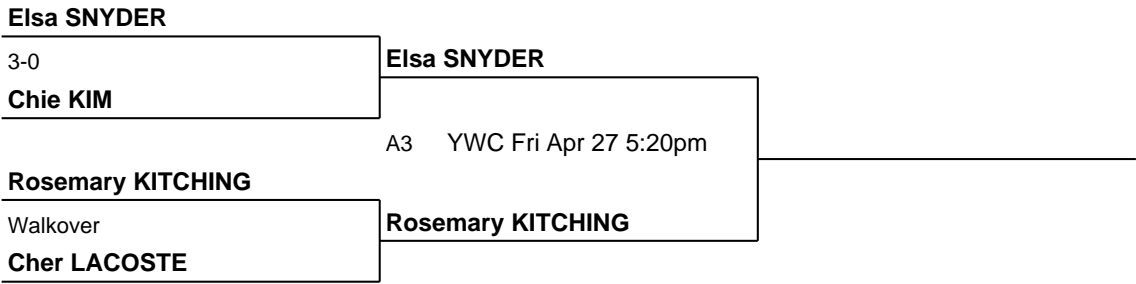 Elsa SNYDER
3-0
Elsa SNYDER
Chie KIM
A3 YWC Fri Apr 27 5:20pm
Rosemary KITCHING
Walkover
Rosemary KITCHING
Cher LACOSTE